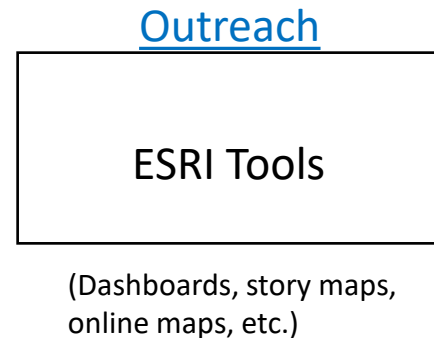 Outreach
ESRI Tools
(Dashboards, story maps,
online maps, etc.)